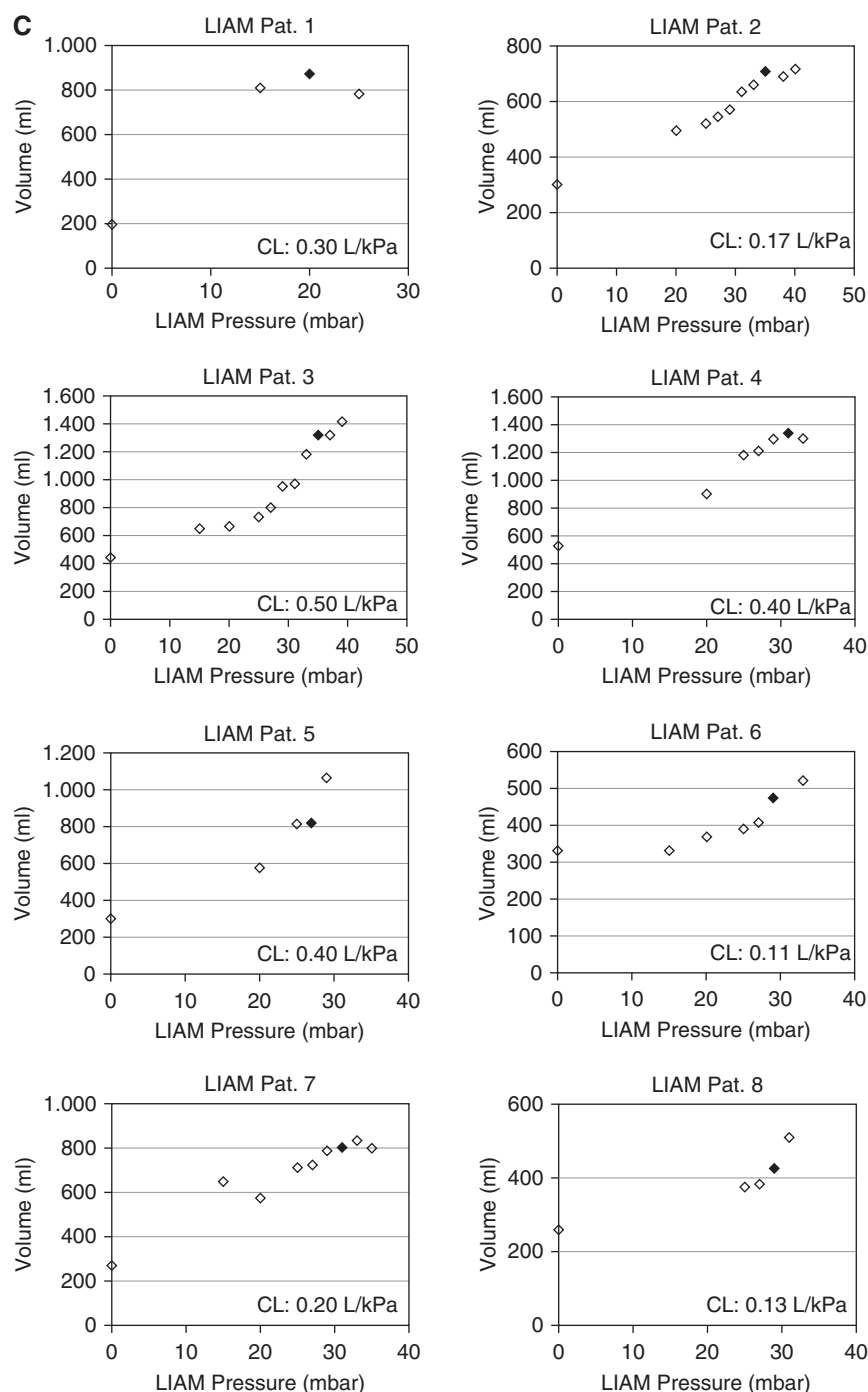 C
LIAM Pat. 1
1.000
800
600
400
200
0
Volume (ml)
CL: 0.30 L/kPa
0 10 20 30
LIAM Pressure (mbar)
LIAM Pat. 2
800
600
400
200
0
Volume (ml)
CL: 0.17 L/kPa
0 10 20 30 40 50
LIAM Pressure (mbar)
LIAM Pat. 3
1.600
1.400
1.200
1.000
800
600
400
200
0
Volume (ml)
CL: 0.50 L/kPa
0 10 20 30 40 50
LIAM Pressure (mbar)
LIAM Pat. 4
1.600
1.400
1.200
1.000
800
600
400
200
0
Volume (ml)
CL: 0.40 L/kPa
0 10 20 30 40
LIAM Pressure (mbar)
LIAM Pat. 5
1.200
1.000
800
600
400
200
0
Volume (ml)
CL: 0.40 L/kPa
0 10 20 30 40
LIAM Pressure (mbar)
LIAM Pat. 6
600
500
400
300
200
100
0
Volume (ml)
CL: 0.11 L/kPa
0 10 20 30 40
LIAM Pressure (mbar)
LIAM Pat. 7
1.000
800
600
400
200
0
Volume (ml)
CL: 0.20 L/kPa
0 10 20 30 40
LIAM Pressure (mbar)
LIAM Pat. 8
600
400
200
0
Volume (ml)
CL: 0.13 L/kPa
0 10 20 30 40
LIAM Pressure (mbar)